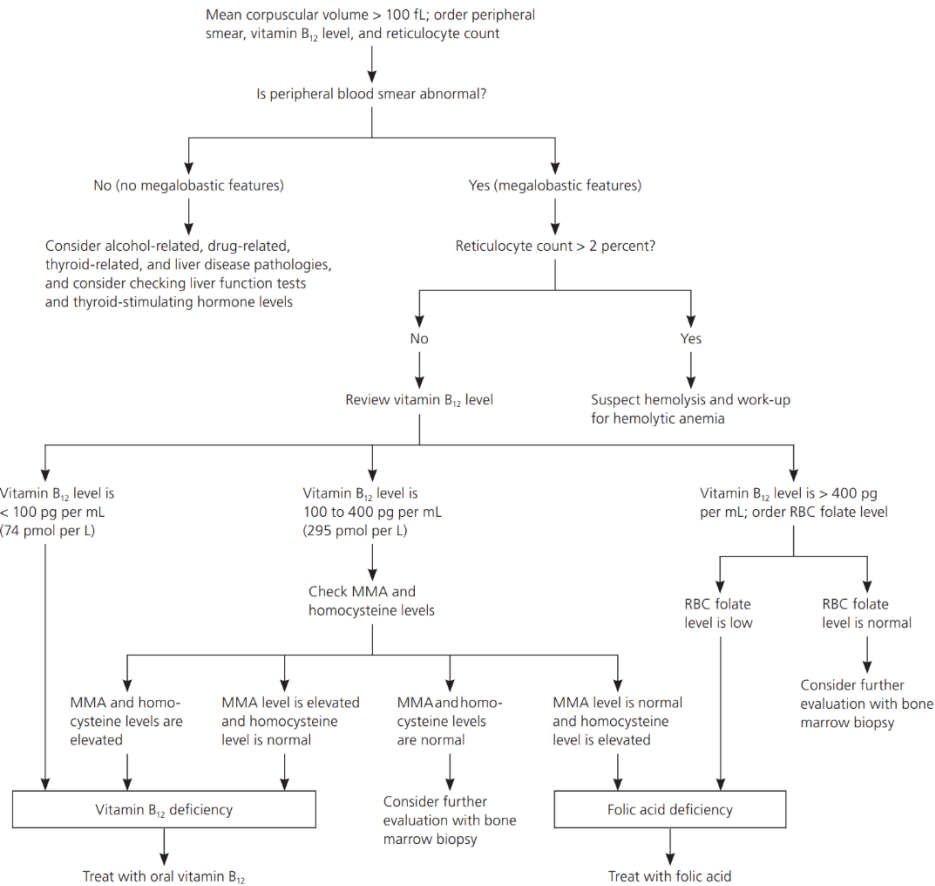 Mean corpuscular volume > 100 fL; order peripheral
smear, vitamin B₁₂ level, and reticulocyte count
Is peripheral blood smear abnormal?
No (no megalobastic features)
Yes (megalobastic features)
Consider alcohol-related, drug-related,
thyroid-related, and liver disease pathologies,
and consider checking liver function tests
and thyroid-stimulating hormone levels
Reticulocyte count > 2 percent?
No
Yes
Review vitamin B₁₂ level
Suspect hemolysis and work-up
for hemolytic anemia
Vitamin B₁₂ level is
< 100 pg per mL
(74 pmol per L)
Vitamin B₁₂ level is
100 to 400 pg per mL
(295 pmol per L)
Vitamin B₁₂ level is > 400 pg
per mL; order RBC folate level
Check MMA and
homocysteine levels
RBC folate
level is low
RBC folate
level is normal
MMA and homo-
cysteine levels are
elevated
MMA level is elevated
and homocysteine
level is normal
MMA and homo-
cysteine levels
are normal
MMA level is normal
and homocysteine
level is elevated
Consider further
evaluation with bone
marrow biopsy
Vitamin B₁₂ deficiency
Consider further
evaluation with bone
marrow biopsy
Folic acid deficiency
Treat with oral vitamin B₁₂
Treat with folic acid